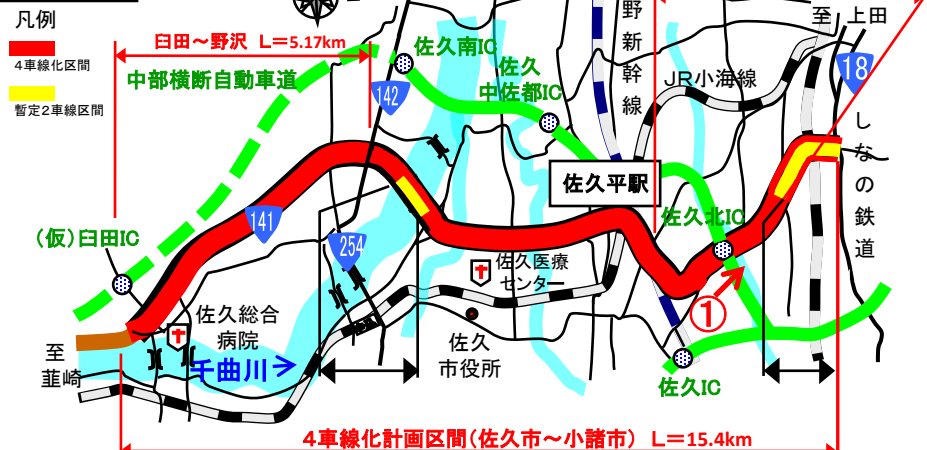 凡例
4車線化区間
暫定2車線区間
臼田～野沢 L=5.17km
中部横断自動車道
佐久南IC
佐久
中佐都IC
野新幹線
JR小海線
至 上田
18
142
しなの鉄道
佐久平駅
佐久北IC
141
254
(仮)臼田IC
佐久医療
センター
佐久総合
病院
佐久
市役所
①
至
韮崎
千曲川
佐久IC
4車線化計画区間(佐久市～小諸市) L=15.4km